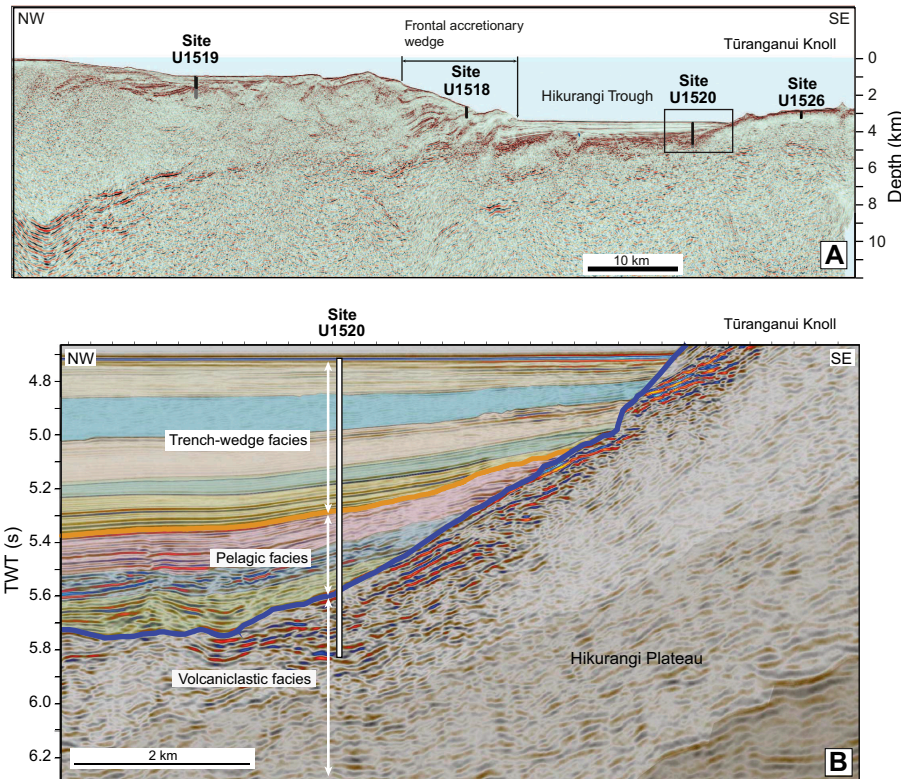 NW
SE
Frontal accretionary
wedge
Tūranganui Knoll
Site
U1519
Site
U1518
Hikurangi Trough
Site
U1520
Site
U1526
0
2
4
6
8
10
Depth (km)
10 km
A
Site
U1520
Tūranganui Knoll
NW
SE
4.8
5.0
5.2
5.4
5.6
5.8
6.0
6.2
TWT (s)
Trench-wedge facies
Pelagic facies
Volcaniclastic facies
Hikurangi Plateau
2 km
B